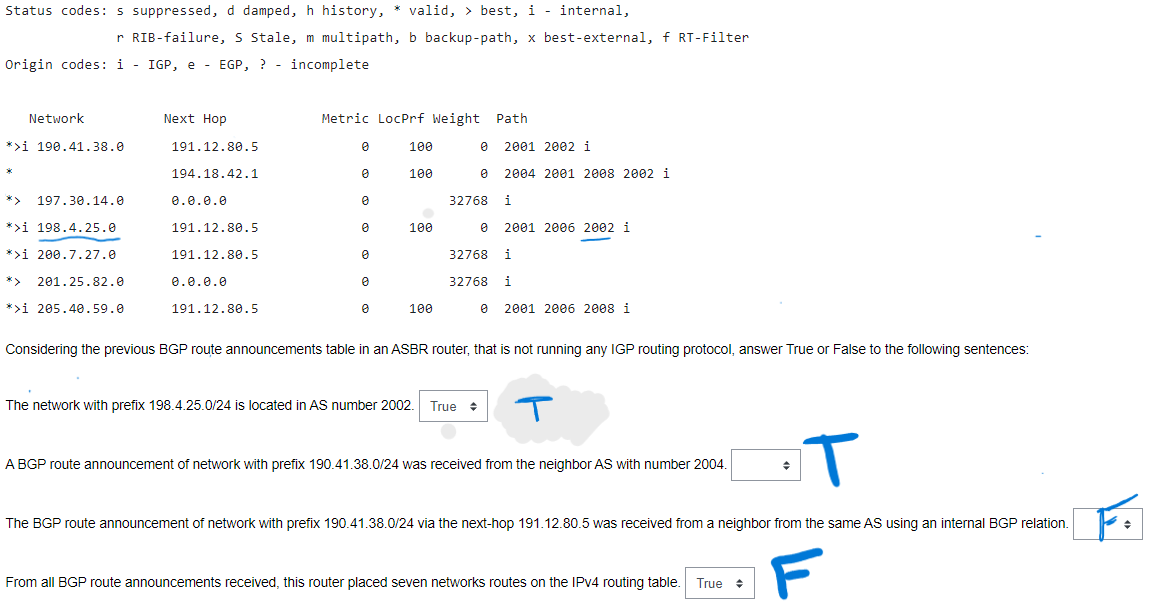 Status codes: s suppressed, d damped, h history, * valid, > best, i - internal,
r RIB-failure, S Stale, m multipath, b backup-path, x best-external, f RT-Filter
Origin codes: i - IGP, e - EGP, ? - incomplete
Network Next Hop Metric LocPrf Weight Path
*>i 190.41.38.0 191.12.80.5 0 100 0 2001 2002 i
* 194.18.42.1 0 100 0 2004 2001 2008 2002 i
*> 197.30.14.0 0.0.0.0 0 32768 i
*>i 198.4.25.0 191.12.80.5 0 100 0 2001 2006 2002 i
*>i 200.7.27.0 191.12.80.5 0 32768 i
*> 201.25.82.0 0.0.0.0 0 32768 i
*>i 205.40.59.0 191.12.80.5 0 100 0 2001 2006 2008 i
Considering the previous BGP route announcements table in an ASBR router, that is not running any IGP routing protocol, answer True or False to the following sentences:
The network with prefix 198.4.25.0/24 is located in AS number 2002. True T
A BGP route announcement of network with prefix 190.41.38.0/24 was received from the neighbor AS with number 2004. T
The BGP route announcement of network with prefix 190.41.38.0/24 via the next-hop 191.12.80.5 was received from a neighbor from the same AS using an internal BGP relation. F
From all BGP route announcements received, this router placed seven networks routes on the IPv4 routing table. True F